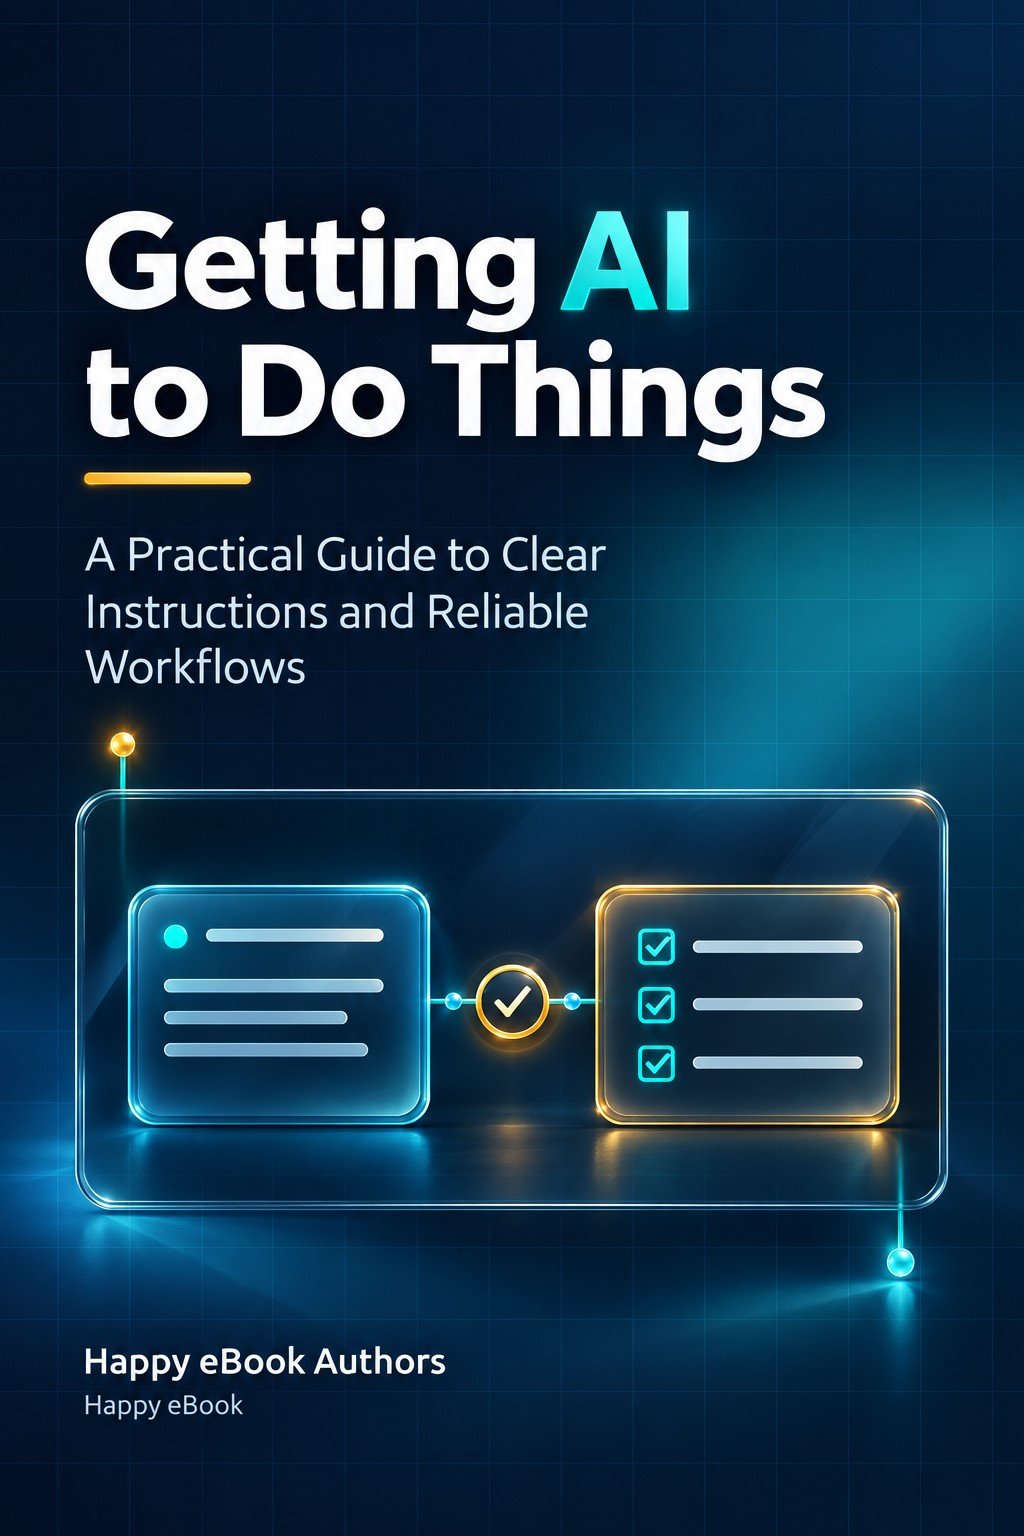 Getting AI
to Do Things
A Practical Guide to Clear
Instructions and Reliable
Workflows
Happy eBook Authors
Happy eBook